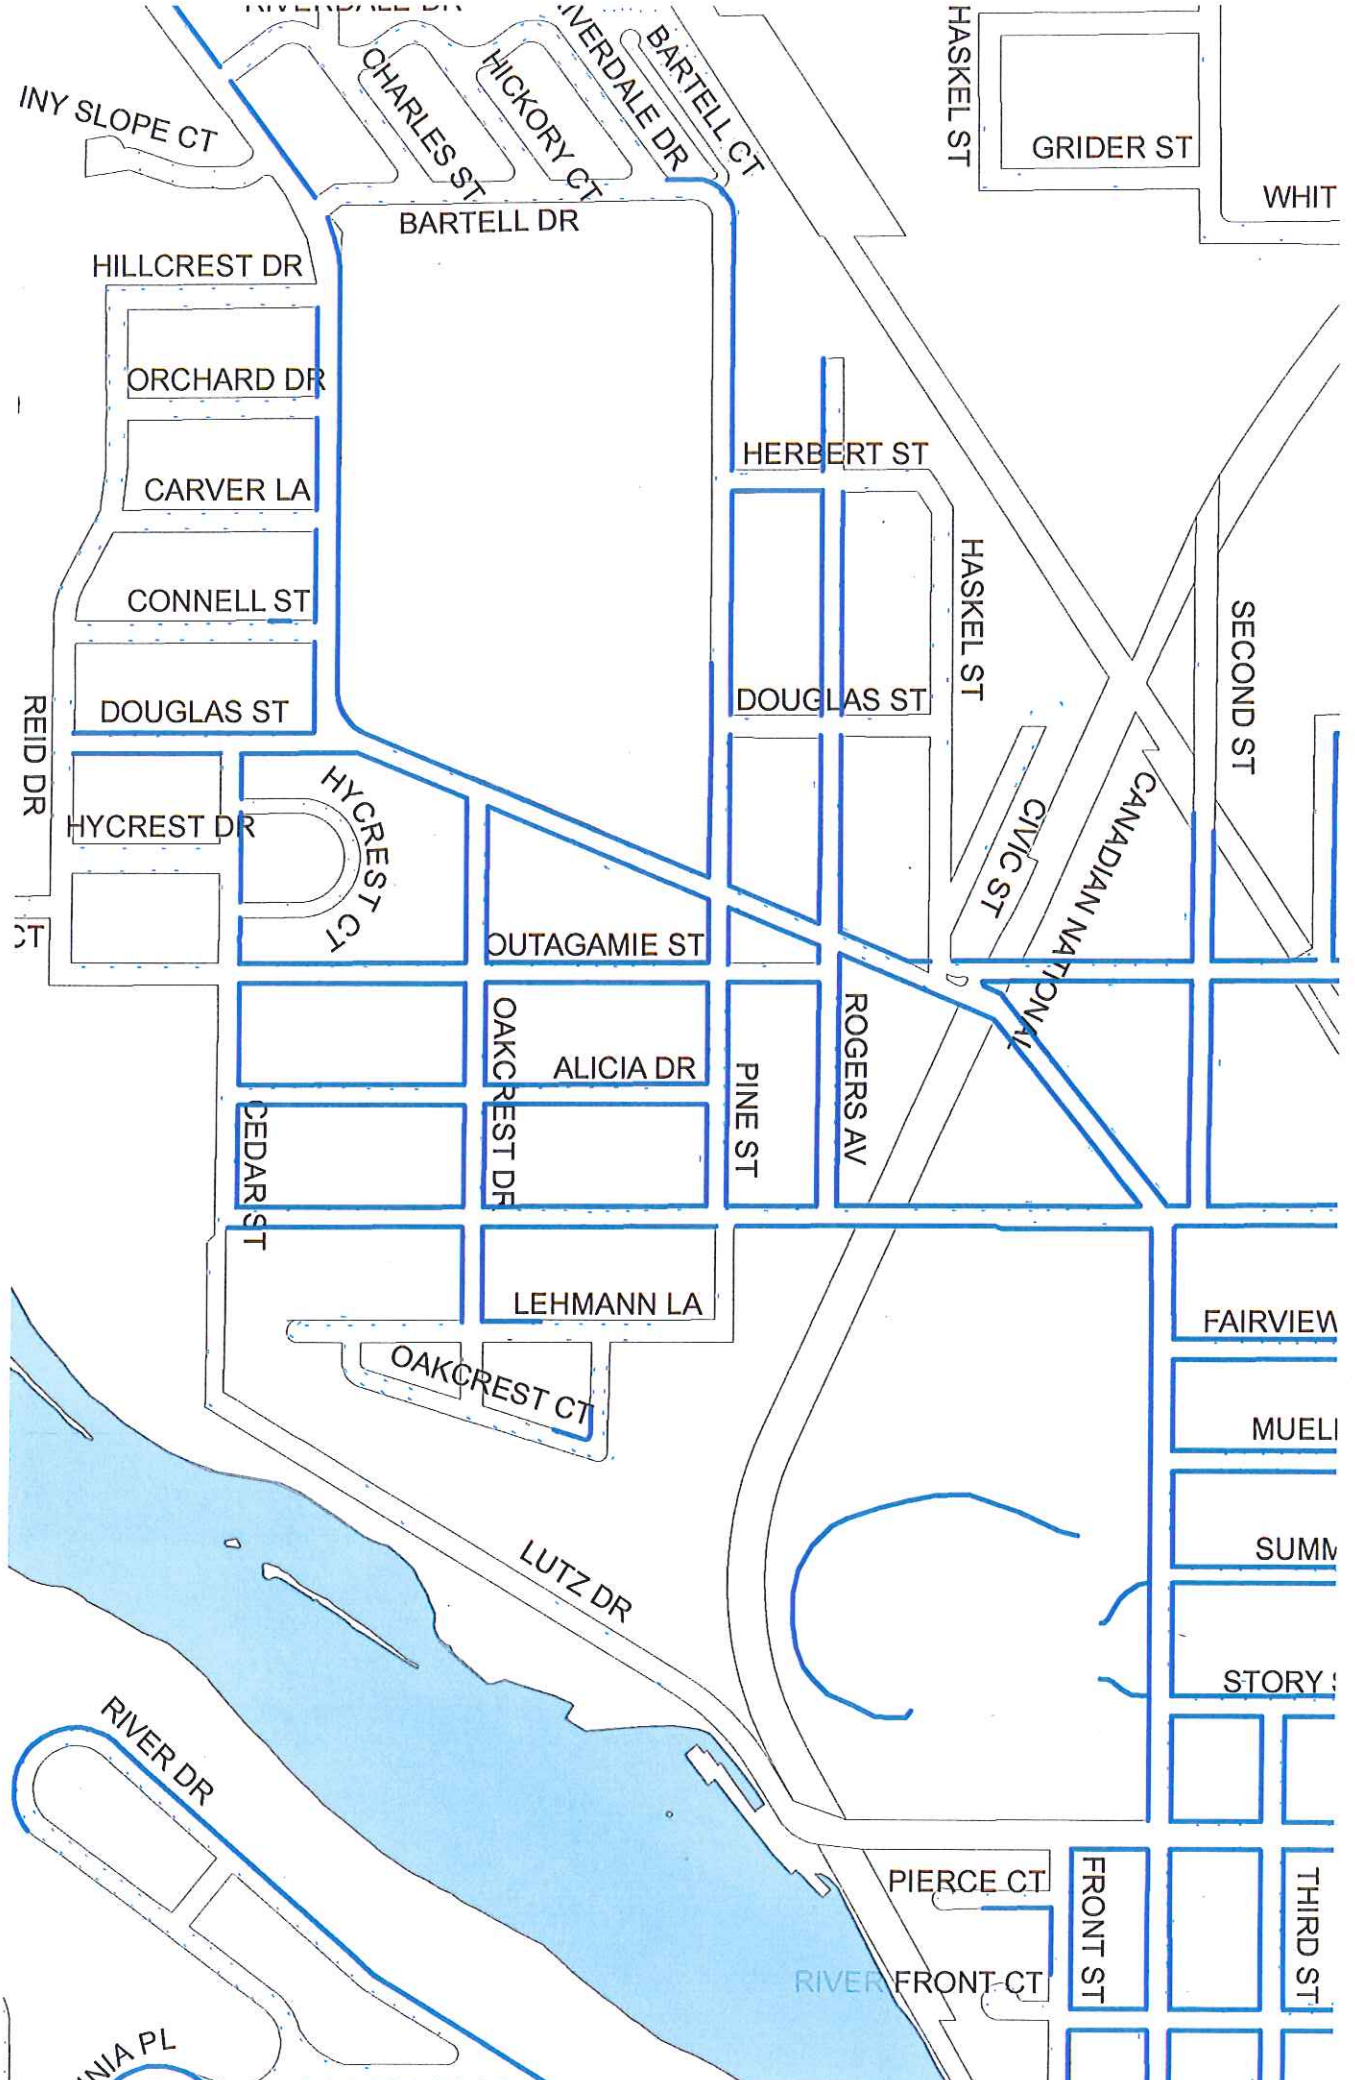 RIVERDALE DR
INY SLOPE CT
CHARLES ST
HICKORY CT
IVERDALE DR
BARTELL CT
HASKEL ST
GRIDER ST
WHIT
BARTELL DR
HILLCREST DR
ORCHARD DR
HERBERT ST
CARVER LA
HASKEL ST
CONNELL ST
SECOND ST
REID DR
DOUGLAS ST
DOUGLAS ST
HYCREST DR
HYCREST CT
CIVIC ST
CANADIAN NATIONAL
CT
OUTAGAMIE ST
OAKCREST DR
ROGERS AV
ALICIA DR
PINE ST
CEDAR ST
LEHMANN LA
FAIRVIEW
OAKCREST CT
MUEL
SUMM
LUTZ DR
STORY
RIVER DR
PIERCE CT
FRONT ST
THIRD ST
RIVER FRONT CT
NIA PL